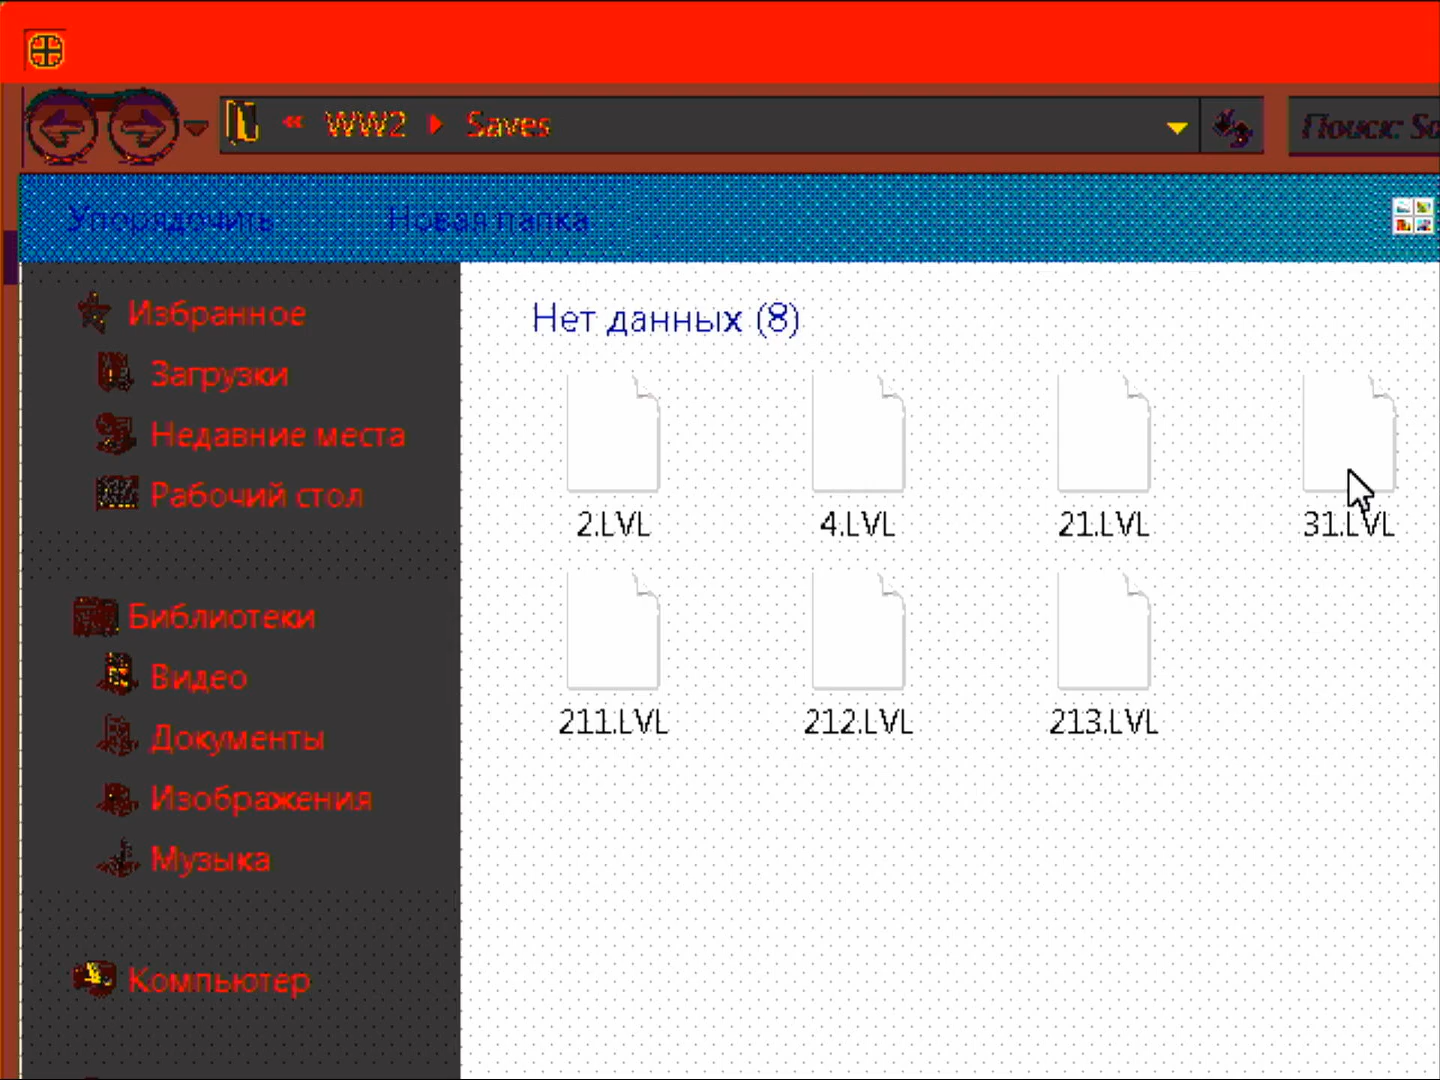 WW2 Saves
Поиск: Sa
Упорядочить Новая папка
Избранное
Загрузки
Недавние места
Рабочий стол
Библиотеки
Видео
Документы
Изображения
Музыка
Компьютер
Нет данных (8)
2.LVL 4.LVL 21.LVL 31.LVL
211.LVL 212.LVL 213.LVL